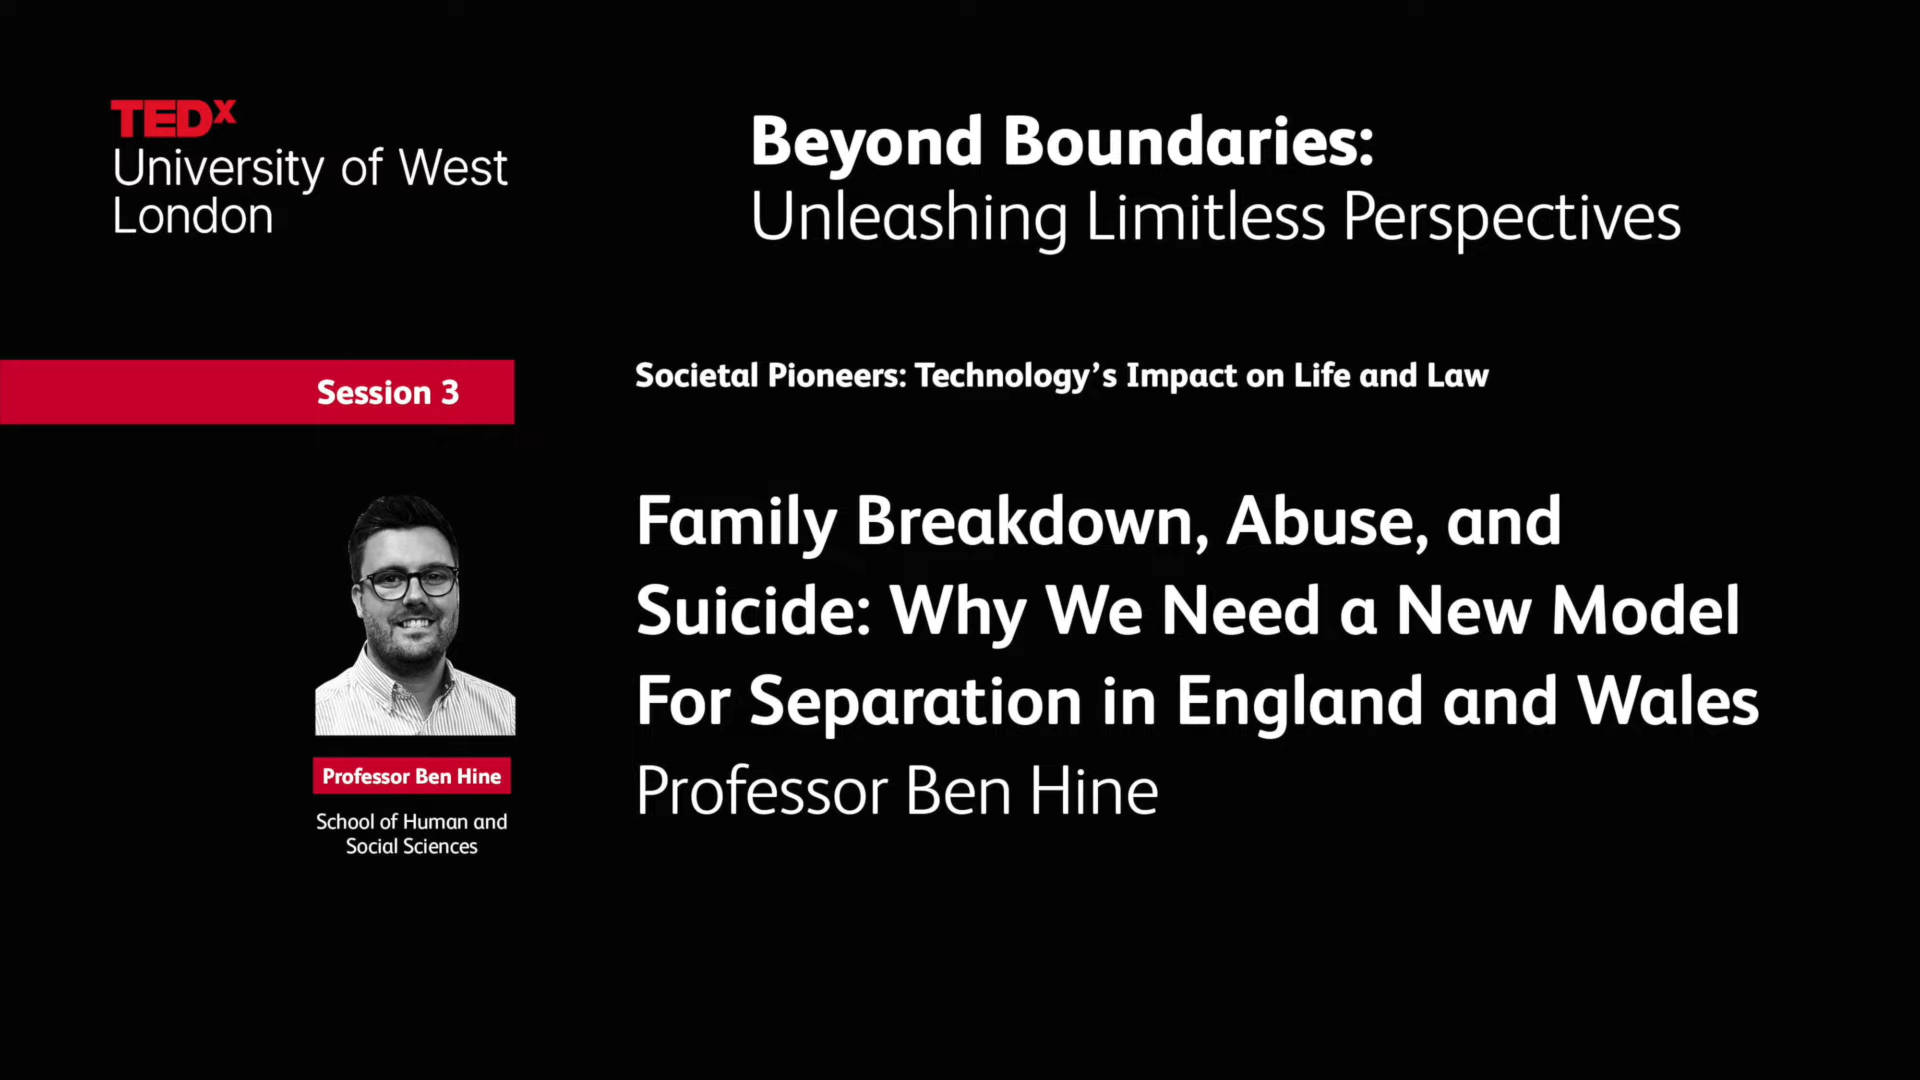 TEDx
University of West
London
Beyond Boundaries:
Unleashing Limitless Perspectives
Session 3
Societal Pioneers: Technology’s Impact on Life and Law
Family Breakdown, Abuse, and
Suicide: Why We Need a New Model
For Separation in England and Wales
Professor Ben Hine
Professor Ben Hine
School of Human and
Social Sciences